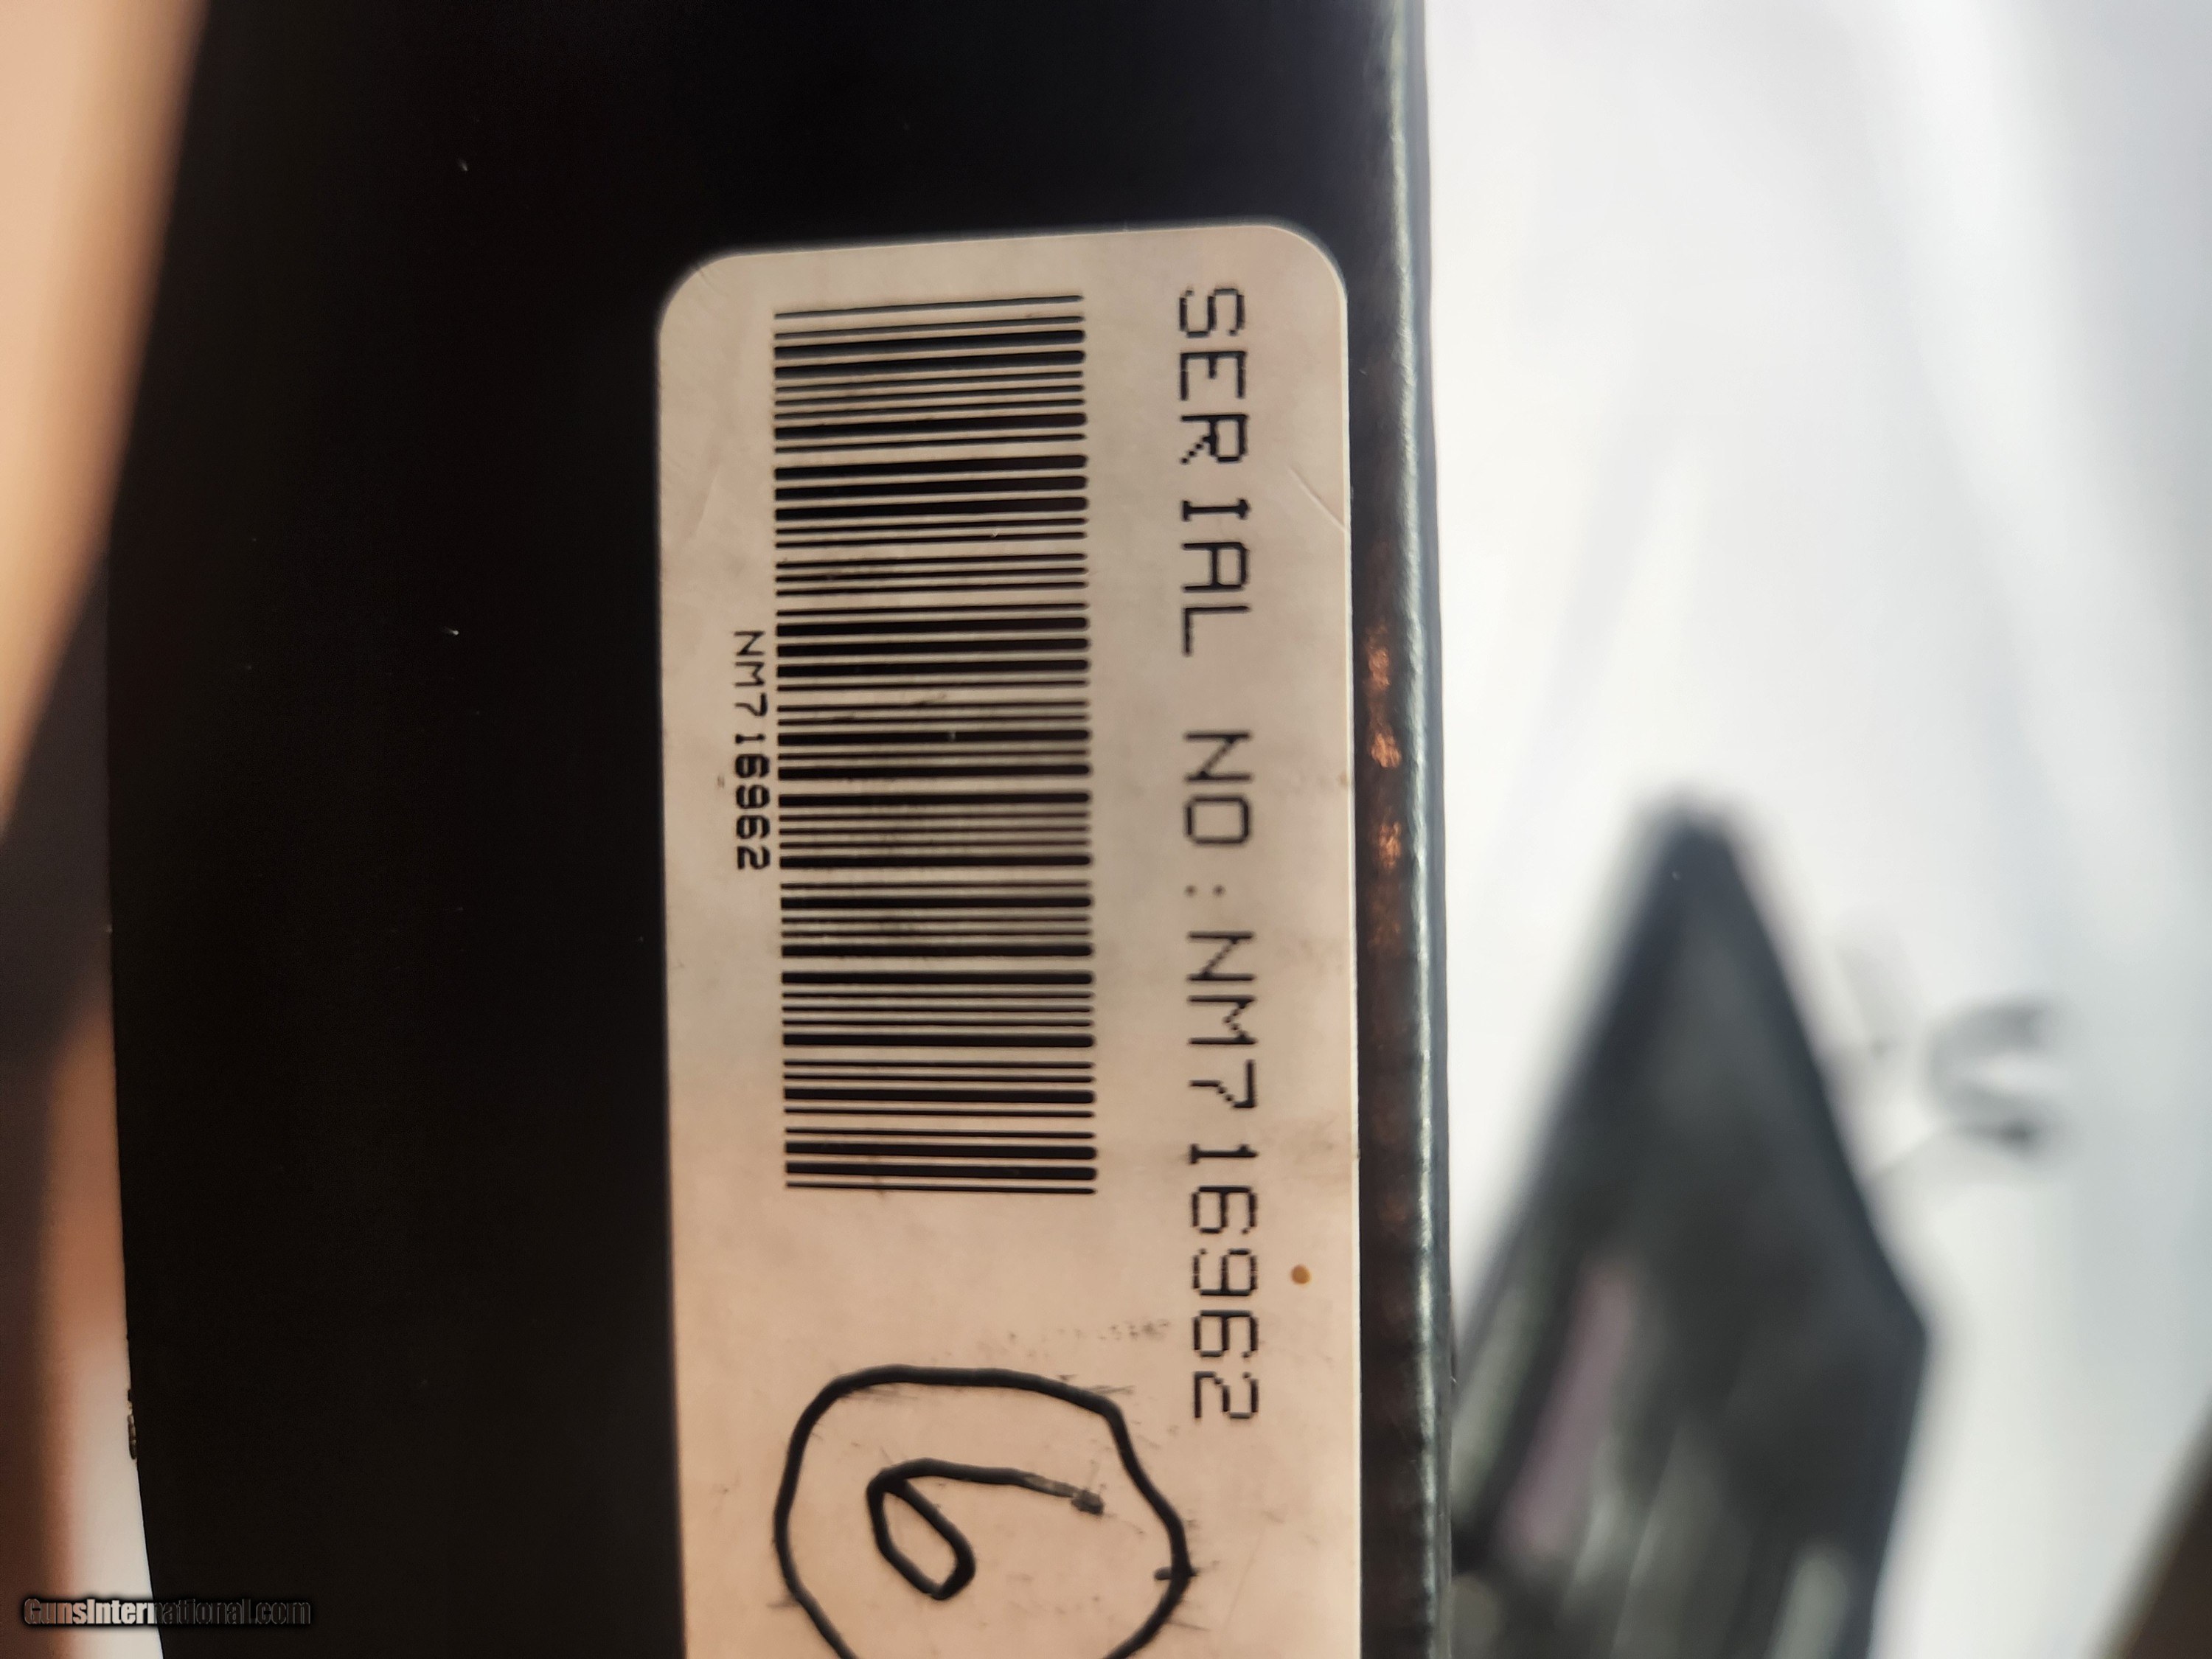 SERIAL NO:NM716962
NM716962
6
GunsInternational.com